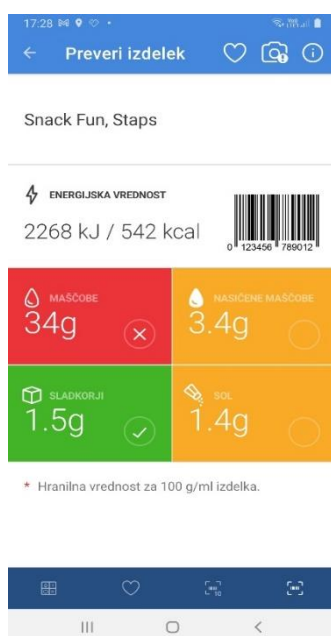 17:28
Preveri izdelek
Snack Fun, Staps
ENERGIJSKA VREDNOST
2268 kJ / 542 kcal
0 123456 789012
MAŠČOBE
34g
NASIČENE MAŠČOBE
3.4g
SLADKORJI
1.5g
SOL
1.4g
* Hranilna vrednost za 100 g/ml izdelka.